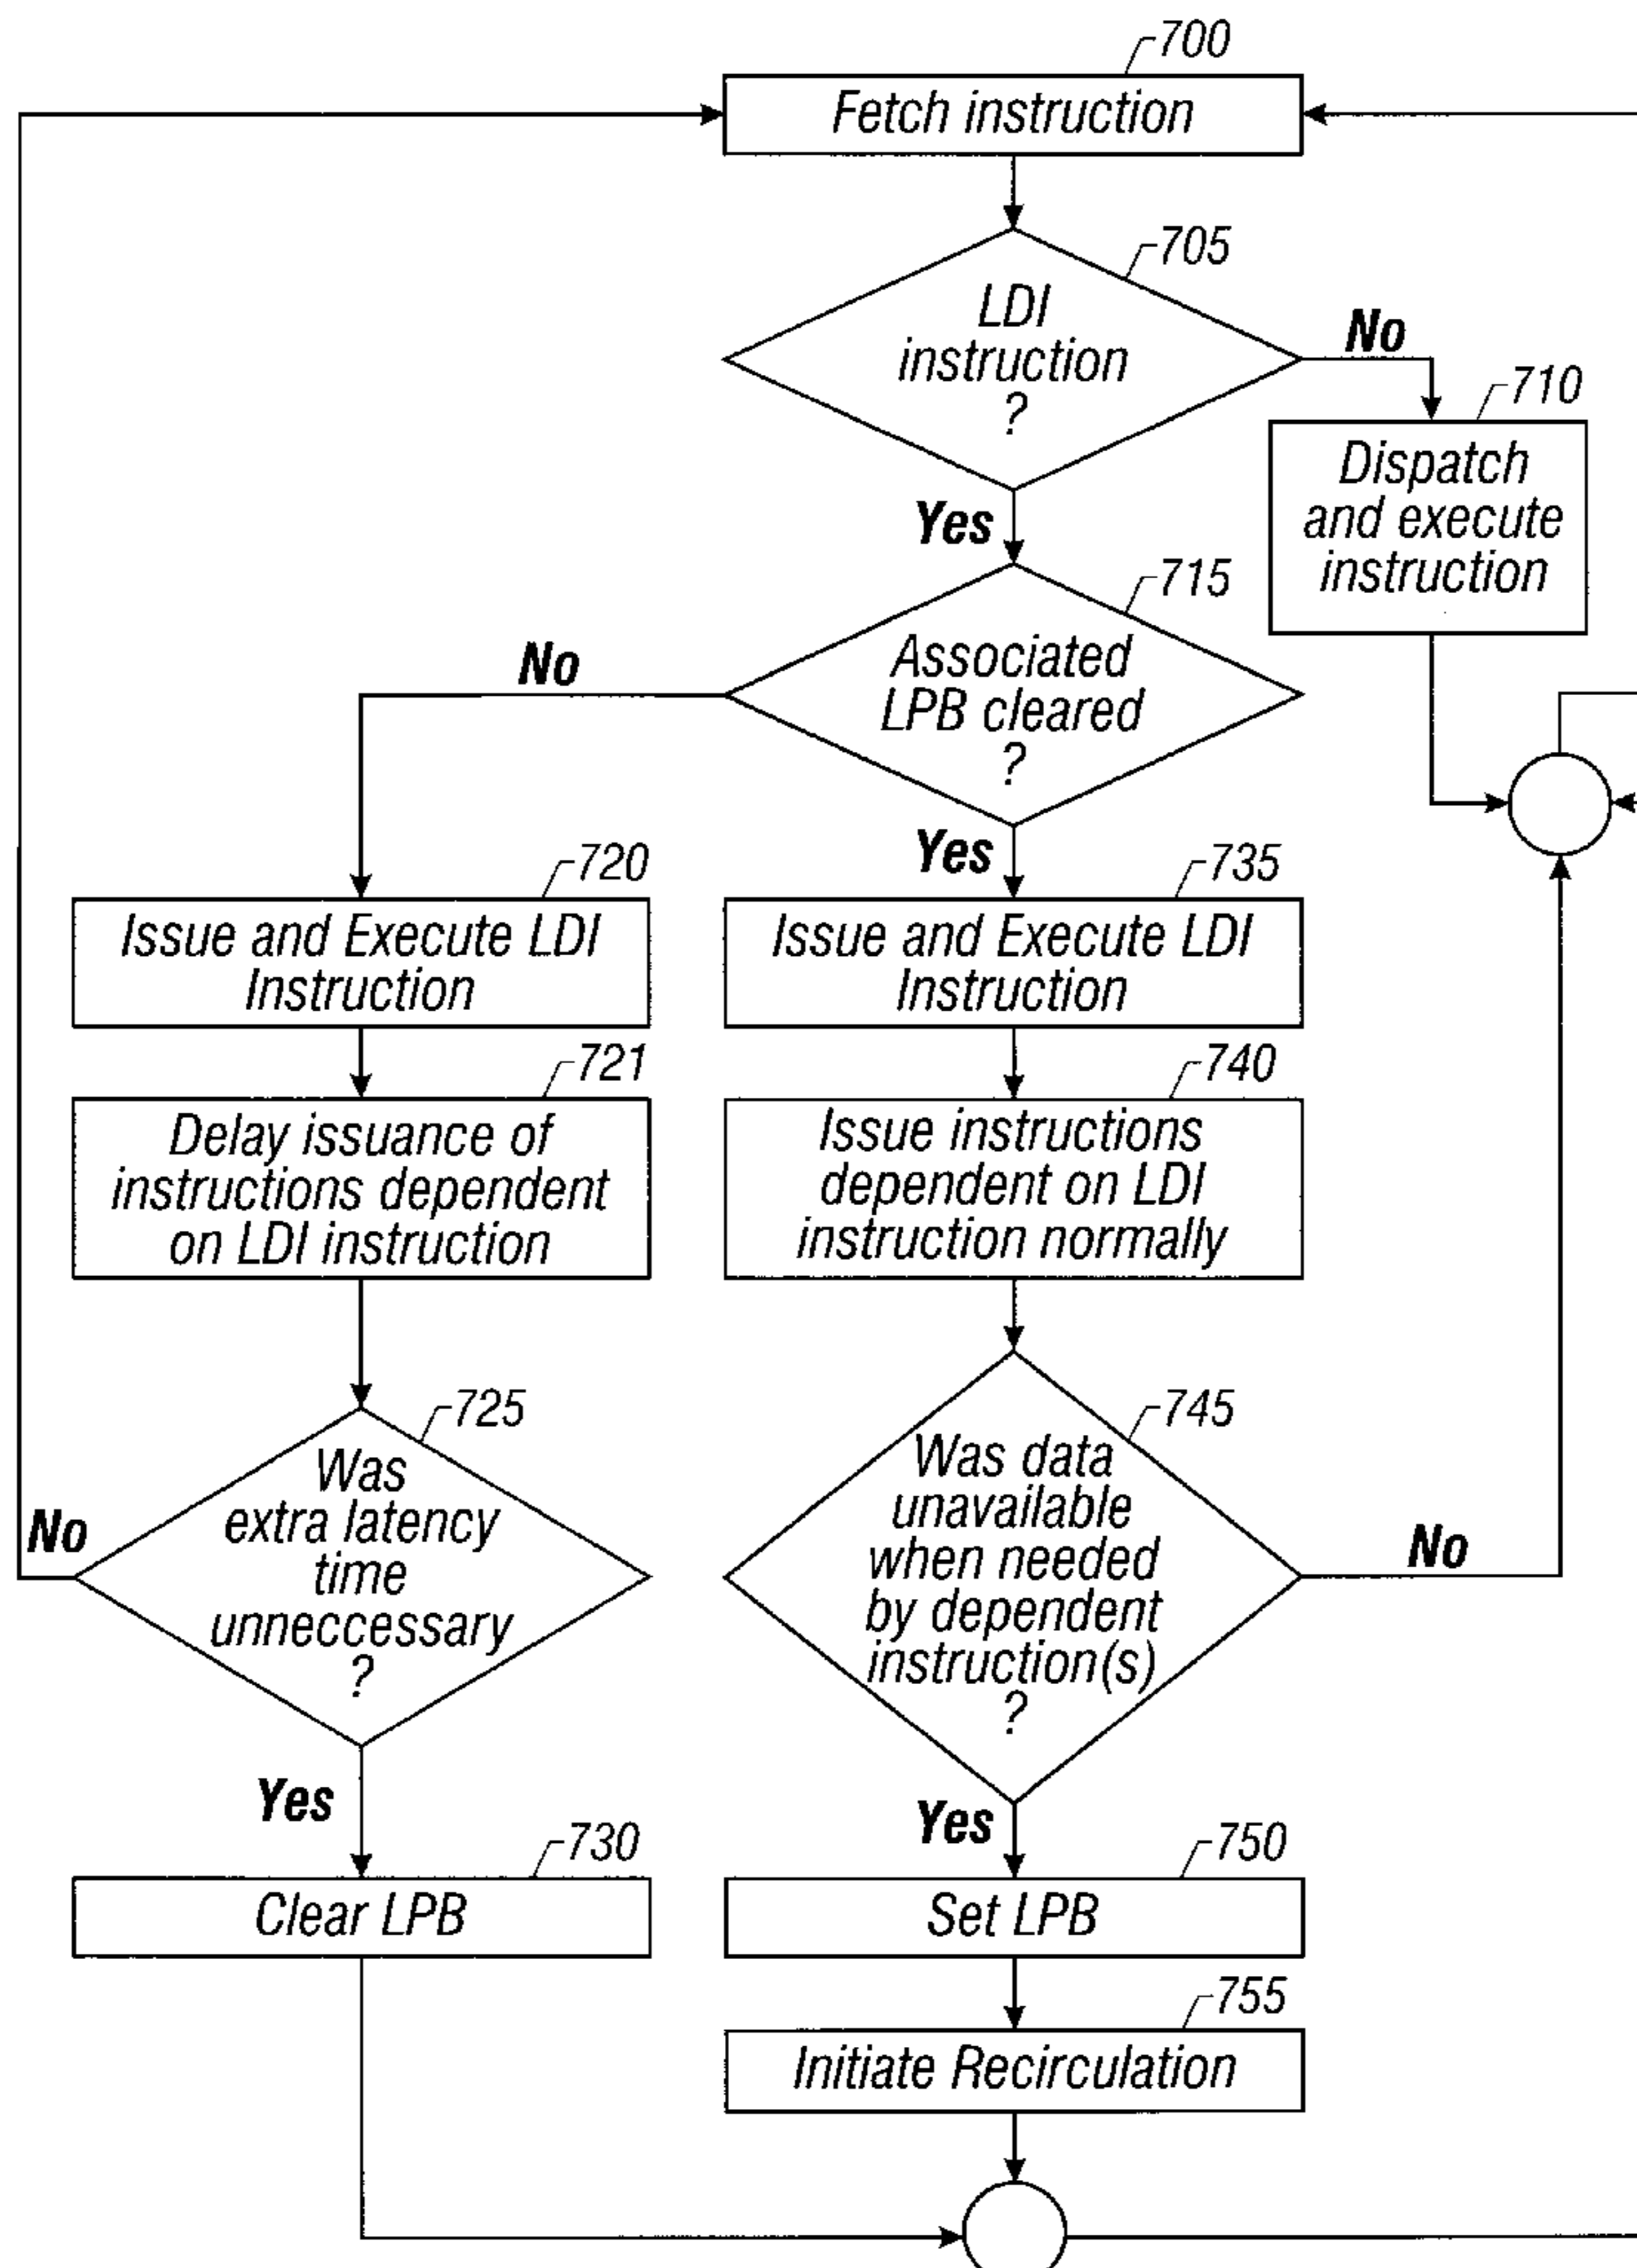 700
Fetch instruction
705
LDI
instruction
?
No
710
Dispatch
and execute
instruction
Yes
715
Associated
LPB cleared
?
No
Yes
720
Issue and Execute LDI
Instruction
735
Issue and Execute LDI
Instruction
721
Delay issuance of
instructions dependent
on LDI instruction
740
Issue instructions
dependent on LDI
instruction normally
725
Was
extra latency
time
unneccessary
?
No
745
Was data
unavailable
when needed
by dependent
instruction(s)
?
No
Yes
Yes
730
Clear LPB
750
Set LPB
755
Initiate Recirculation